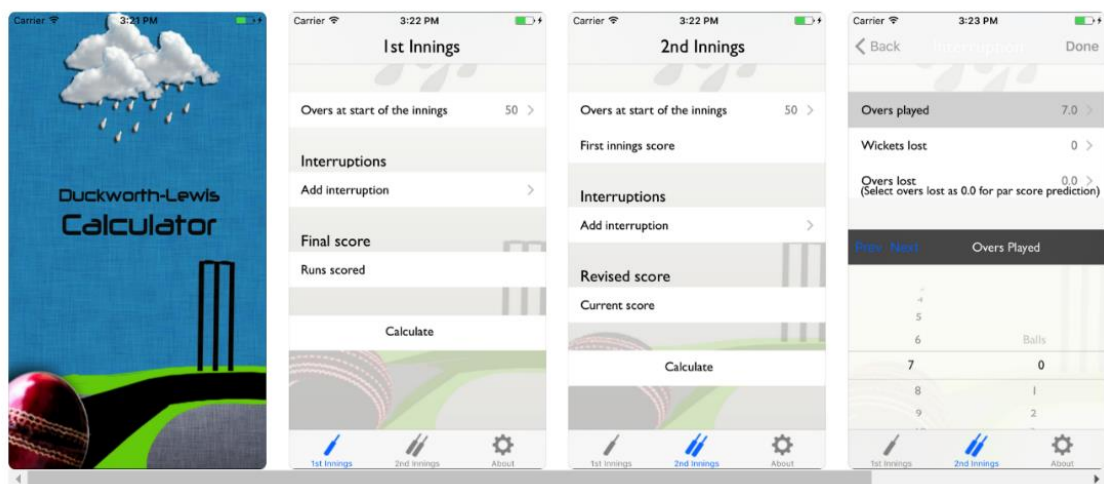 Carrier 3:21 PM
Duckworth-Lewis
Calculator
Carrier 3:22 PM
1st Innings
Overs at start of the innings 50
Interruptions
Add interruption
Final score
Runs scored
Calculate
1st Innings 2nd Innings About
Carrier 3:22 PM
2nd Innings
Overs at start of the innings 50
First innings score
Interruptions
Add interruption
Revised score
Current score
Calculate
1st Innings 2nd Innings About
Carrier 3:23 PM
Back Interruption Done
Overs played 7.0
Wickets lost 0
Overs lost 0.0
(Select overs lost as 0.0 for par score prediction)
Prev Next Overs Played
4
5
6 Balls
7 0
8 1
9 2
1st Innings 2nd Innings About